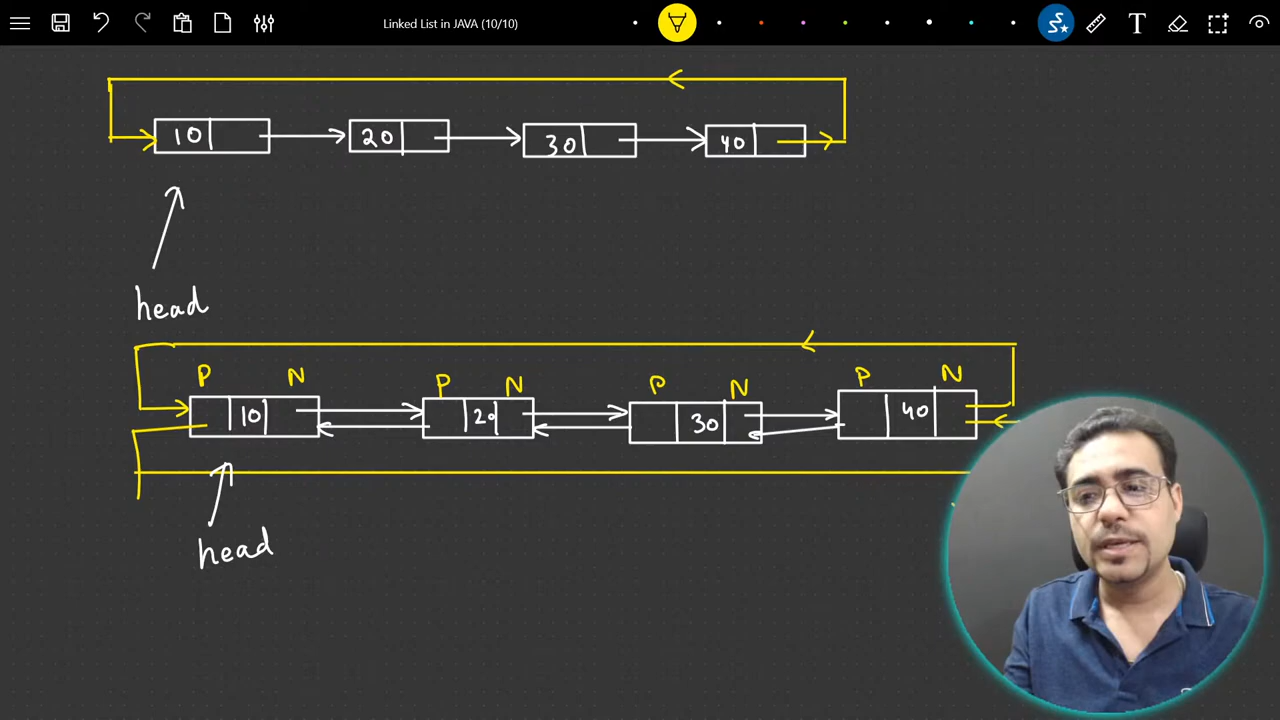 Linked List in JAVA (10/10)
T
10 20 30 40
head
P N P N P N P N
10 20 30 40
head